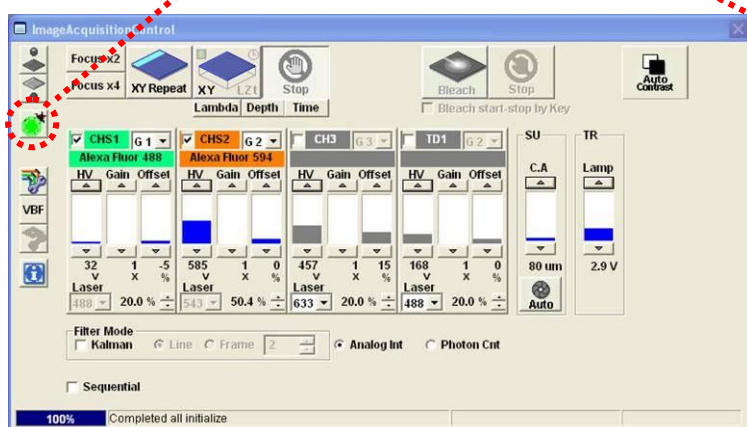 ImageAcquisitionControl
Focus x2
Focus x4
XY Repeat
XY
LZt
Stop
Bleach
Stop
Auto
Contrast
Lambda Depth Time
Bleach start-stop by Key
CHS1 G 1
CHS2 G 2
CH3 G 3
TD1 G 2
SU
TR
Alexa Fluor 488
Alexa Fluor 594
HV Gain Offset
HV Gain Offset
HV Gain Offset
HV Gain Offset
C.A
Lamp
VBF
32 1 -5
585 1 0
457 1 15
168 1 0
80 um
2.9 V
V X %
V X %
V X %
V X %
Laser
Laser
Laser
Laser
488 20.0 %
543 50.4 %
633 20.0 %
488 20.0 %
Auto
Filter Mode
Kalman Line Frame 2 Analog Int Photon Cnt
Sequential
100% Completed all initialize